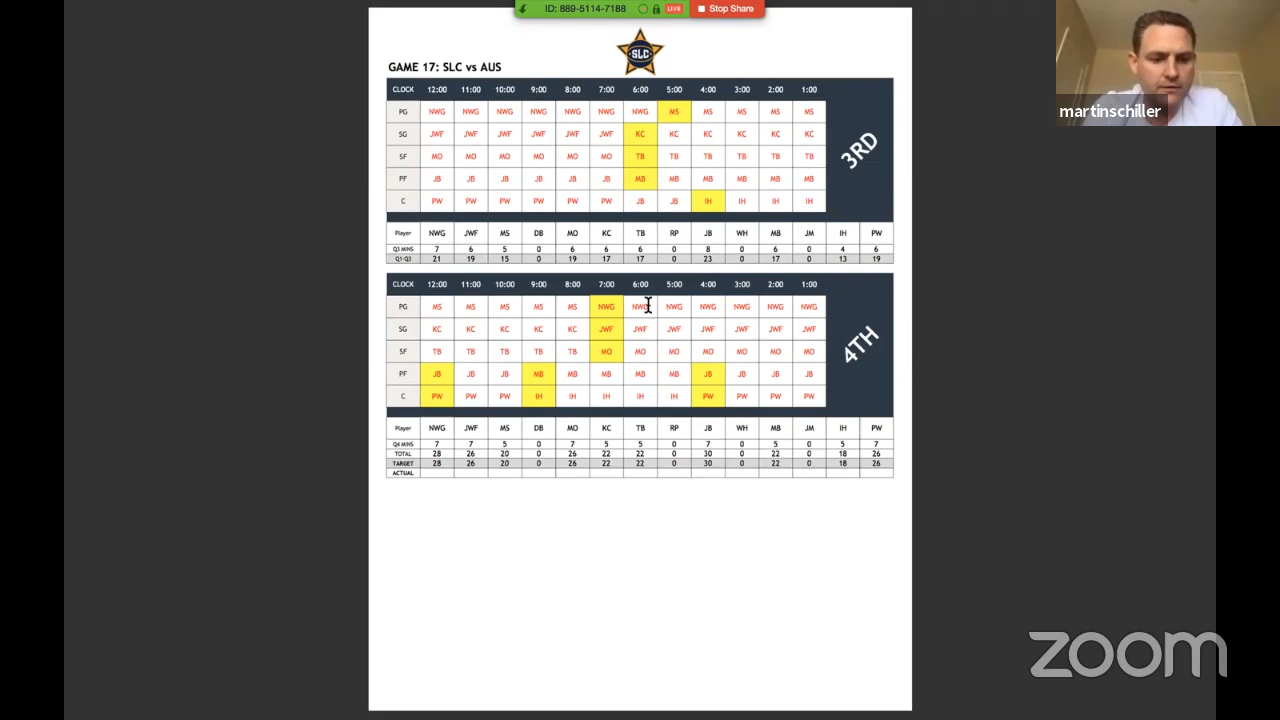 ID: 889-5114-7188 LIVE Stop Share
martinschiller
SLC
GAME 17: SLC vs AUS
CLOCK 12:00 11:00 10:00 9:00 8:00 7:00 6:00 5:00 4:00 3:00 2:00 1:00
PG NWG NWG NWG NWG NWG NWG NWG MS MS MS MS MS
SG JWF JWF JWF JWF JWF JWF KC KC KC KC KC KC
SF MO MO MO MO MO MO TB TB TB TB TB TB
PF JB JB JB JB JB JB MB MB MB MB MB MB
C PW PW PW PW PW PW JB JB IH IH IH IH
3RD
Player NWG JWF MS DB MO KC TB RP JB WH MB JM IH PW
Q3 MINS 7 6 5 0 6 6 6 0 8 0 6 0 4 6
Q1-Q3 21 19 15 0 19 17 17 0 23 0 17 0 13 19
CLOCK 12:00 11:00 10:00 9:00 8:00 7:00 6:00 5:00 4:00 3:00 2:00 1:00
PG MS MS MS MS MS NWG NWG NWG NWG NWG NWG NWG
SG KC KC KC KC KC JWF JWF JWF JWF JWF JWF JWF
SF TB TB TB TB TB MO MO MO MO MO MO MO
PF JB JB JB MB MB MB MB MB JB JB JB JB
C PW PW PW IH IH IH IH IH PW PW PW PW
4TH
Player NWG JWF MS DB MO KC TB RP JB WH MB JM IH PW
Q4 MINS 7 7 5 0 7 5 5 0 7 0 5 0 5 7
TOTAL 28 26 20 0 26 22 22 0 30 0 22 0 18 26
TARGET 28 26 20 0 26 22 22 0 30 0 22 0 18 26
ACTUAL
zoom